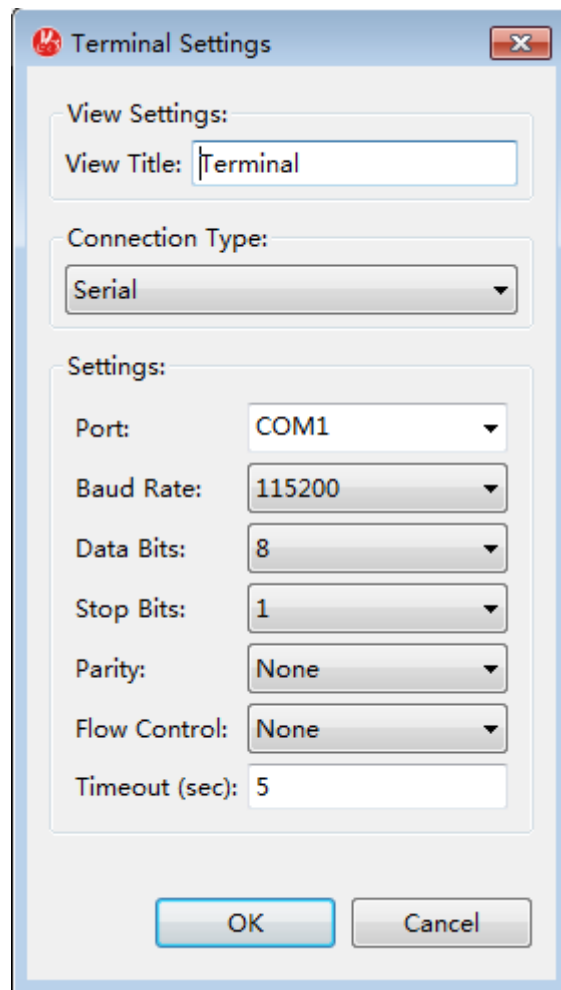 Terminal Settings
View Settings:
View Title: Terminal
Connection Type:
Serial
Settings:
Port: COM1
Baud Rate: 115200
Data Bits: 8
Stop Bits: 1
Parity: None
Flow Control: None
Timeout (sec): 5
OK Cancel